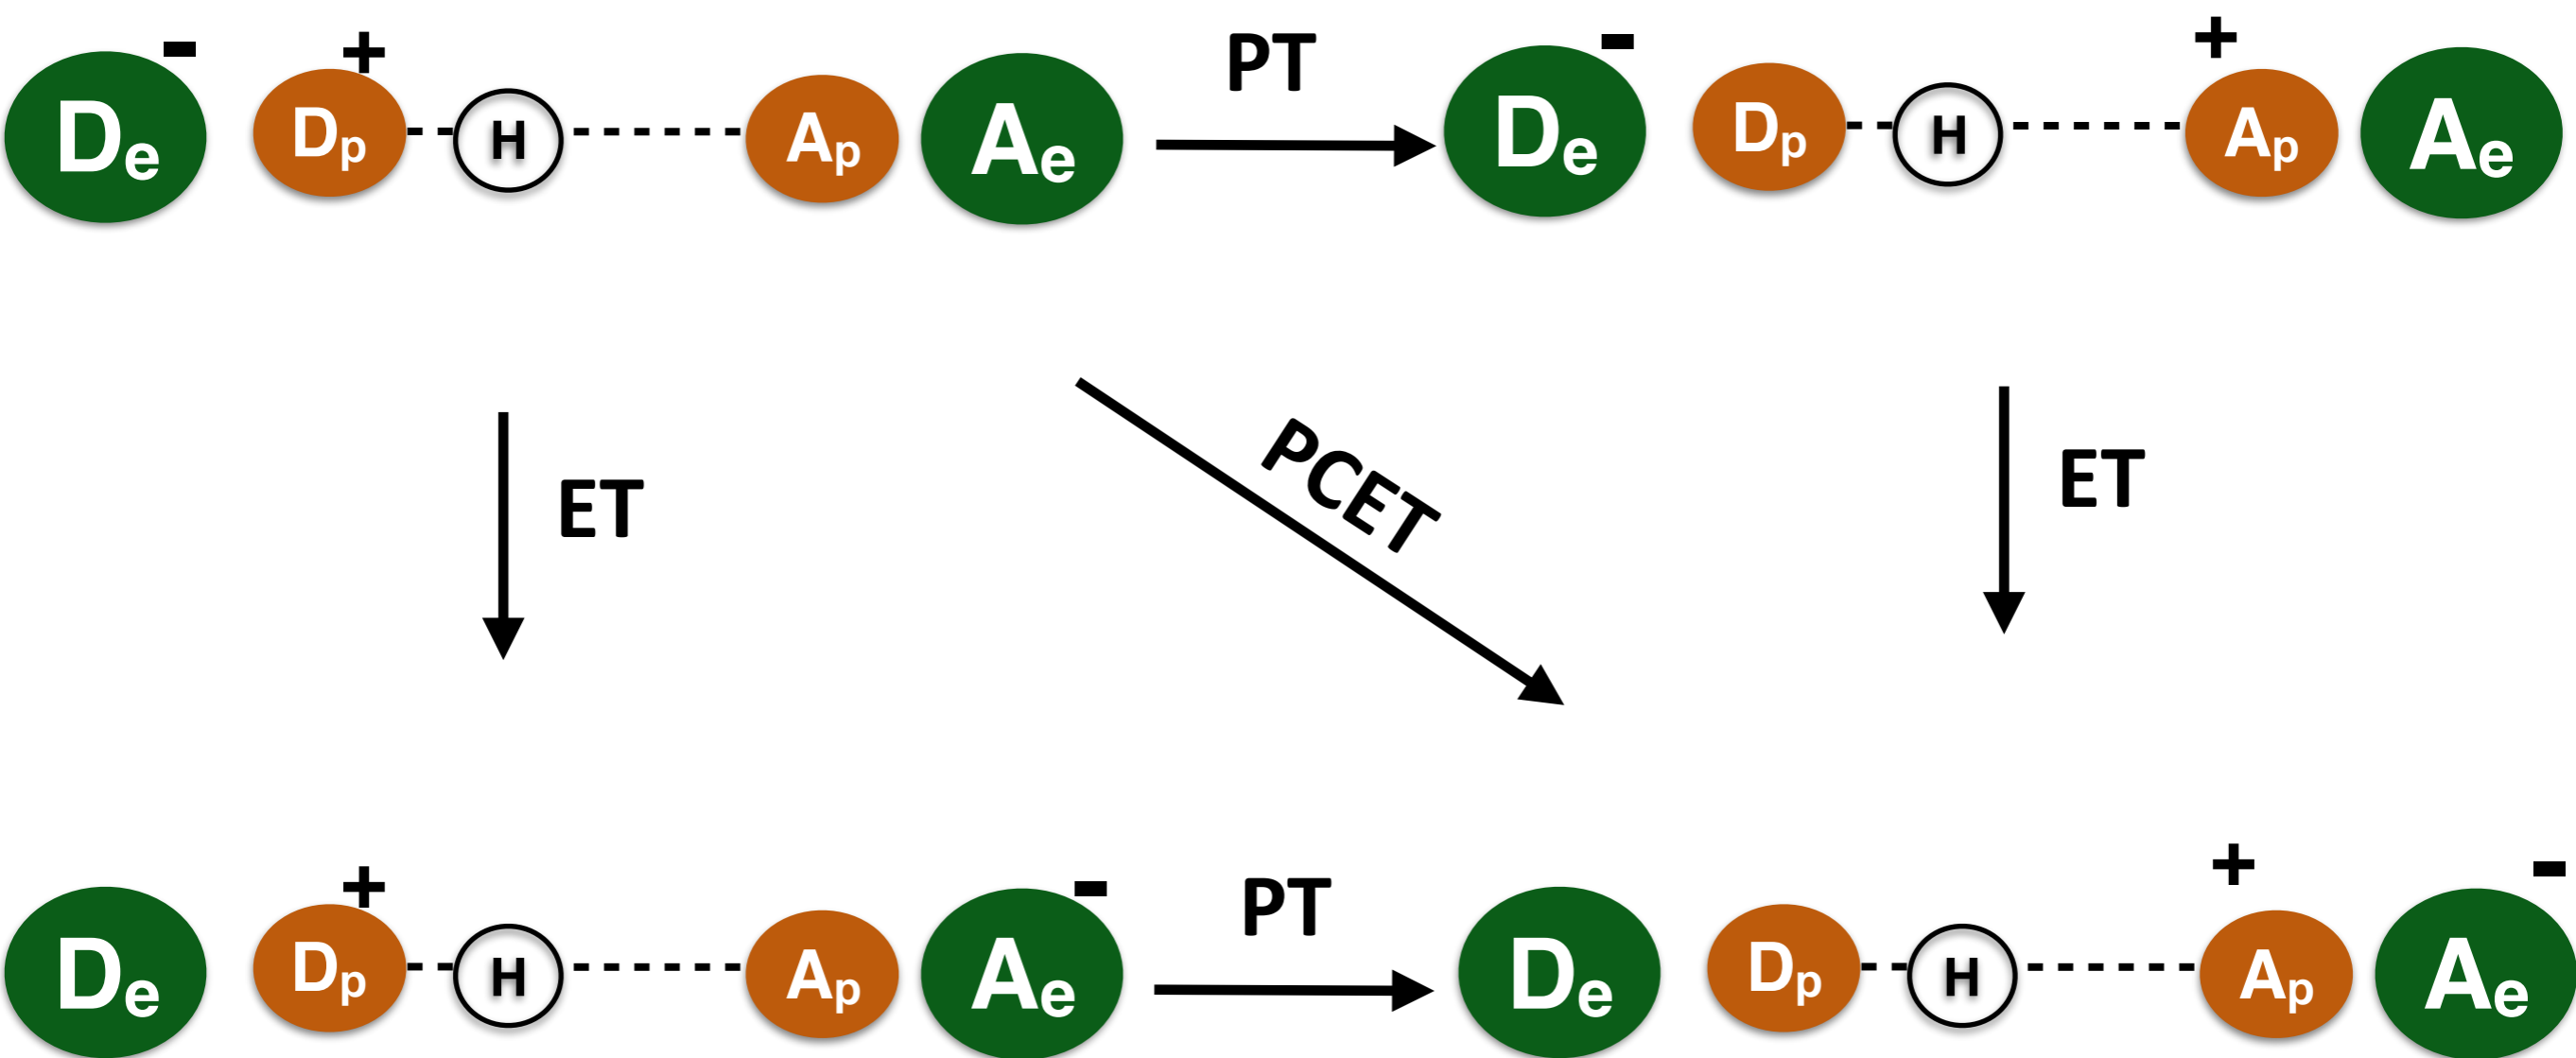 - + PT - +
De Dp H Ap Ae De Dp H Ap Ae
ET PCET ET
+ - PT + -
De Dp H Ap Ae De Dp H Ap Ae